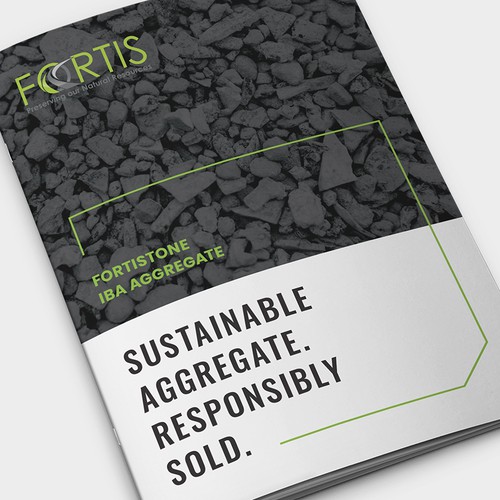 FORTIS
Preserving our Natural Resources
FORTISTONE
IBA AGGREGATE
SUSTAINABLE
AGGREGATE.
RESPONSIBLY
SOLD.